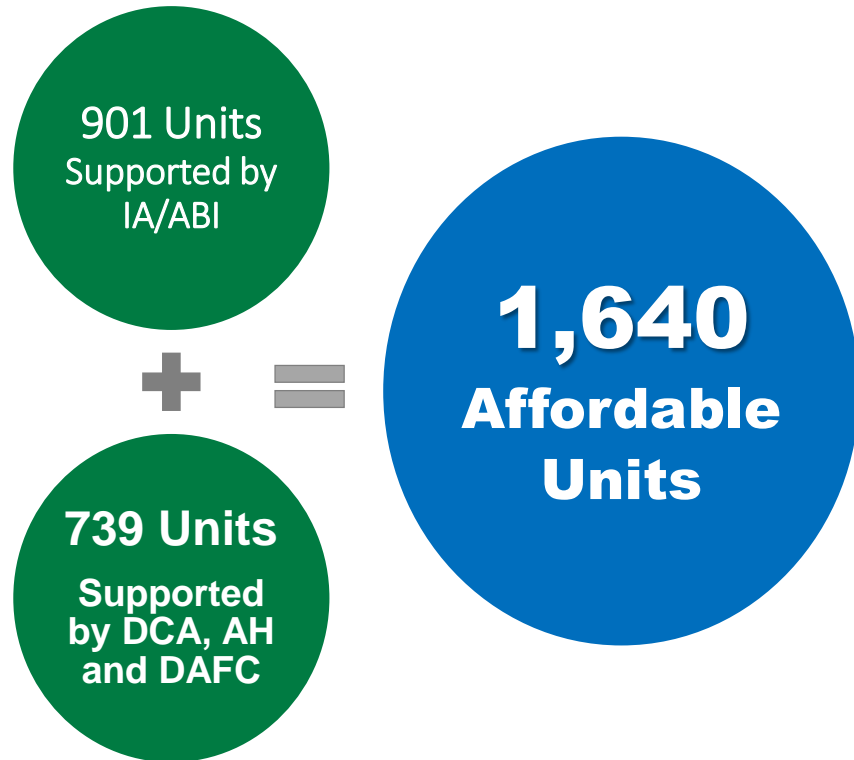 901 Units
Supported by
IA/ABI
+
=
739 Units
Supported
by DCA, AH
and DAFC
1,640
Affordable
Units